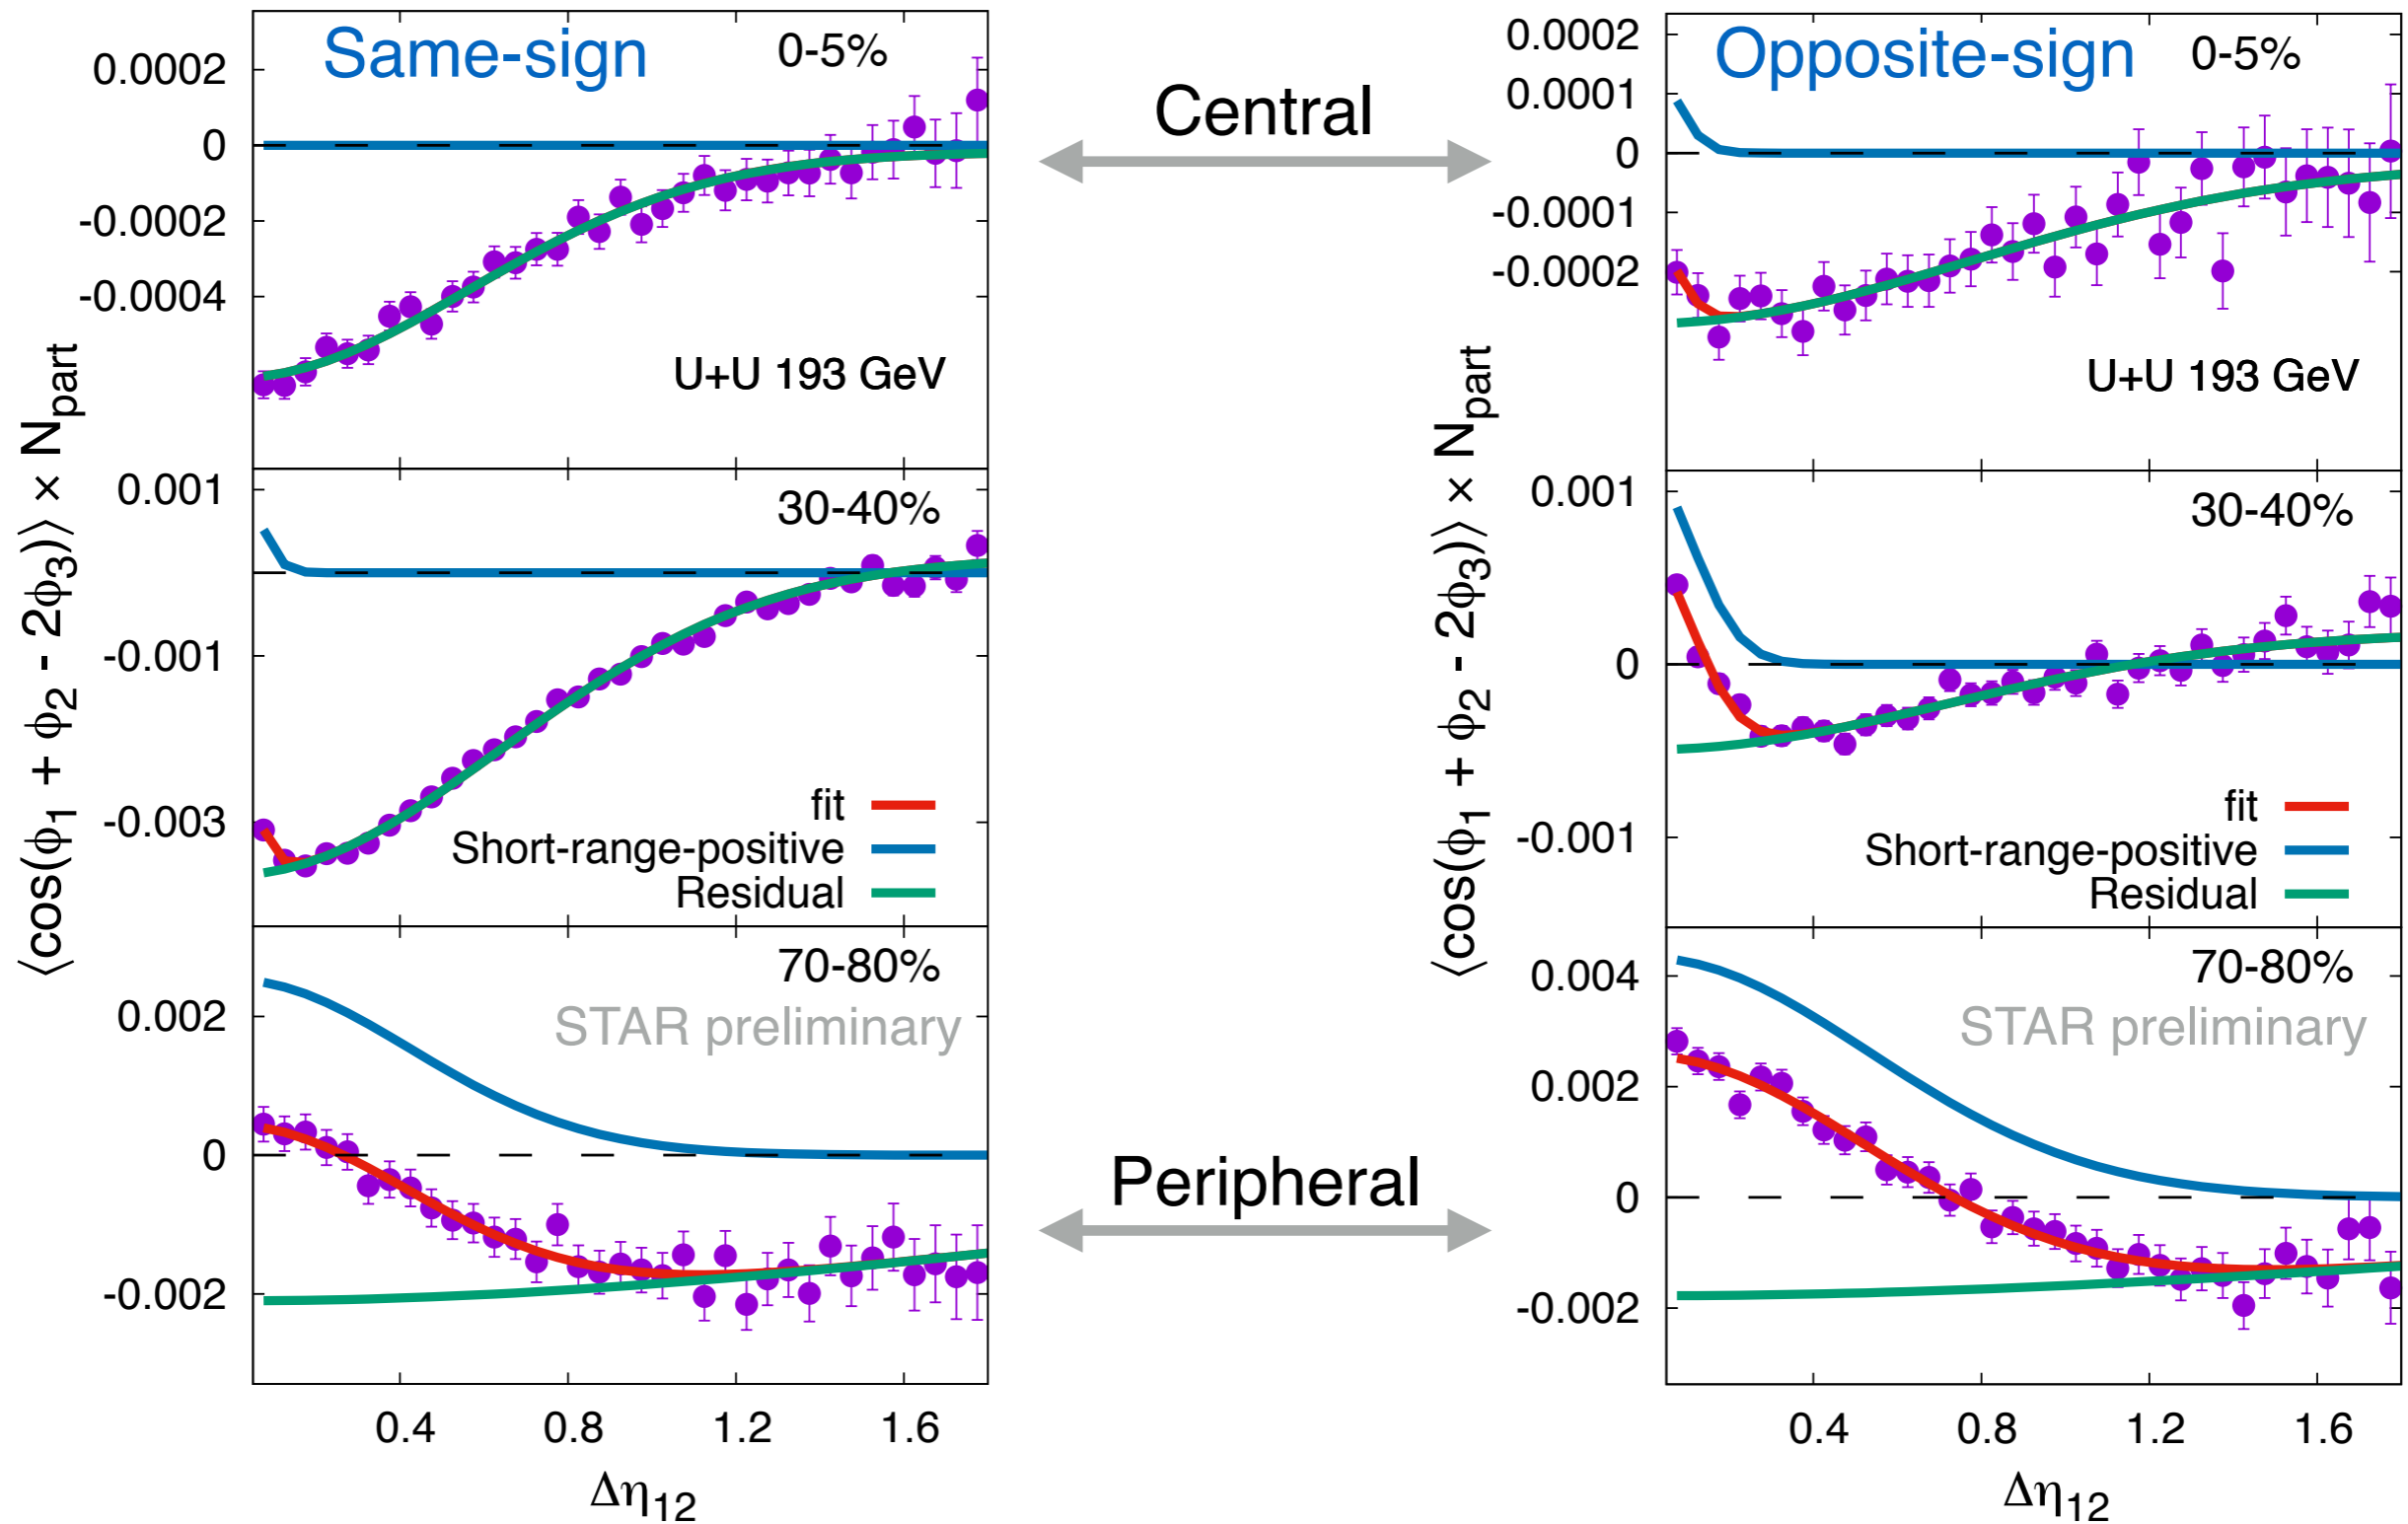 Same-sign
0-5%
0.0002
0
-0.0002
-0.0004
U+U 193 GeV
30-40%
0.001
-0.001
-0.003
fit
Short-range-positive
Residual
70-80%
STAR preliminary
0.002
0
-0.002
0.4 0.8 1.2 1.6
Δη12
⟨cos(ϕ1 + ϕ2 - 2ϕ3)⟩ × Npart
Central
Peripheral
Opposite-sign
0-5%
0.0002
0.0001
0
-0.0001
-0.0002
U+U 193 GeV
30-40%
0.001
0
-0.001
fit
Short-range-positive
Residual
70-80%
STAR preliminary
0.004
0.002
0
-0.002
0.4 0.8 1.2 1.6
Δη12
⟨cos(ϕ1 + ϕ2 - 2ϕ3)⟩ × Npart